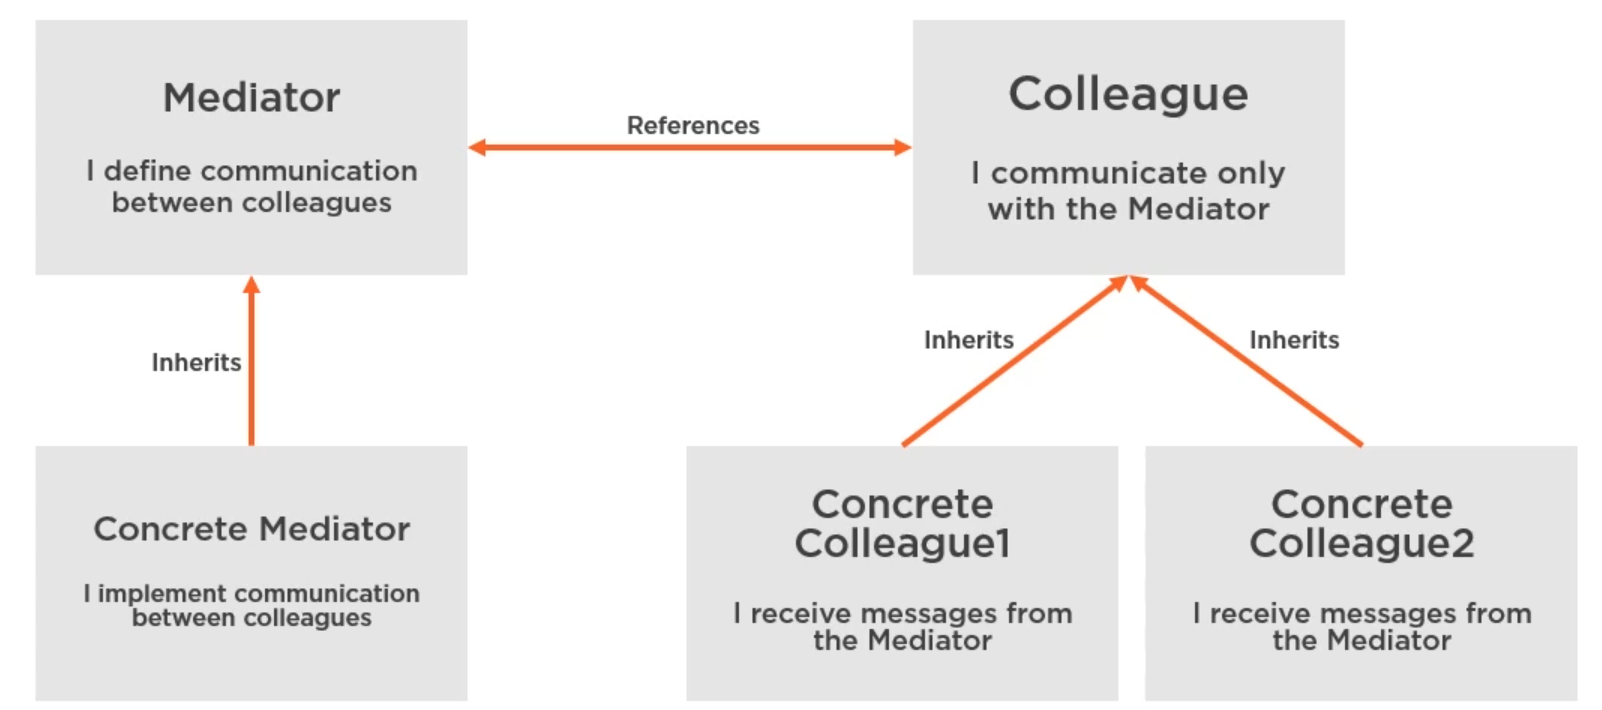 Mediator
I define communication
between colleagues
References
Colleague
I communicate only
with the Mediator
Inherits
Inherits
Inherits
Concrete Mediator
I implement communication
between colleagues
Concrete
Colleague1
I receive messages from
the Mediator
Concrete
Colleague2
I receive messages from
the Mediator